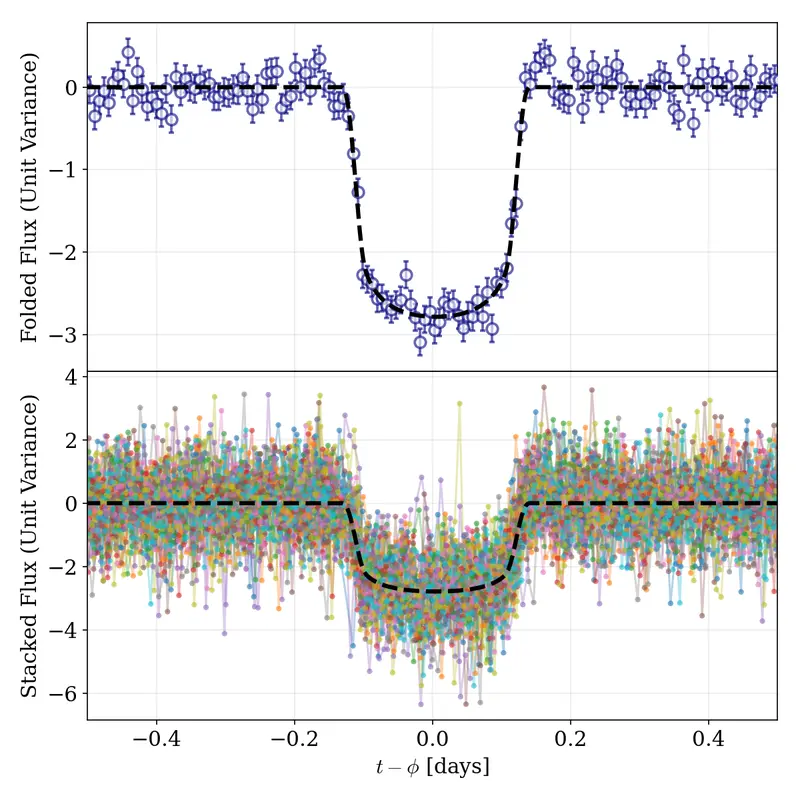 Folded Flux (Unit Variance)
0
−1
−2
−3
Stacked Flux (Unit Variance)
4
2
0
−2
−4
−6
−0.4 −0.2 0.0 0.2 0.4
t − ϕ [days]